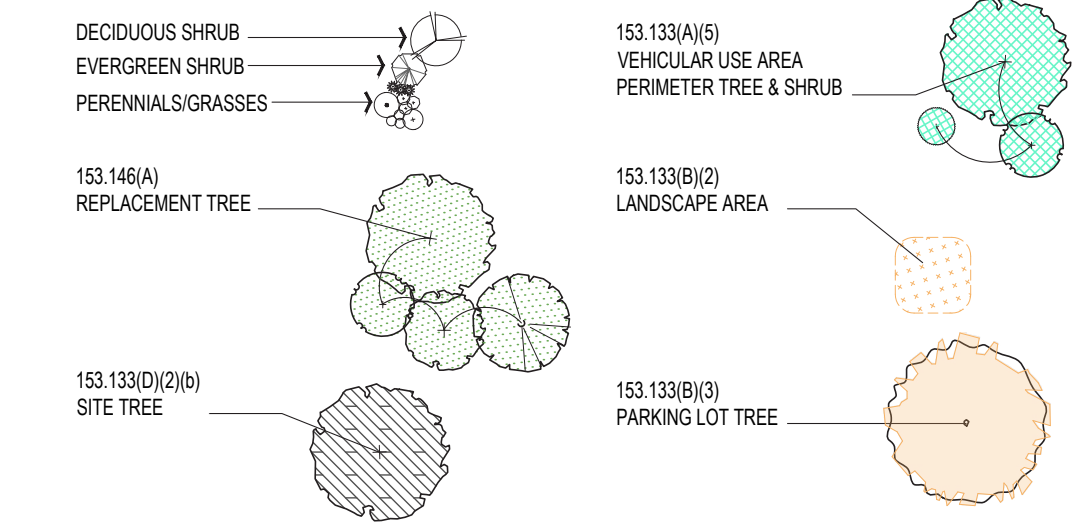 DECIDUOUS SHRUB
EVERGREEN SHRUB
PERENNIALS/GRASSES
153.146(A)
REPLACEMENT TREE
153.133(D)(2)(b)
SITE TREE
153.133(A)(5)
VEHICULAR USE AREA
PERIMETER TREE & SHRUB
153.133(B)(2)
LANDSCAPE AREA
153.133(B)(3)
PARKING LOT TREE